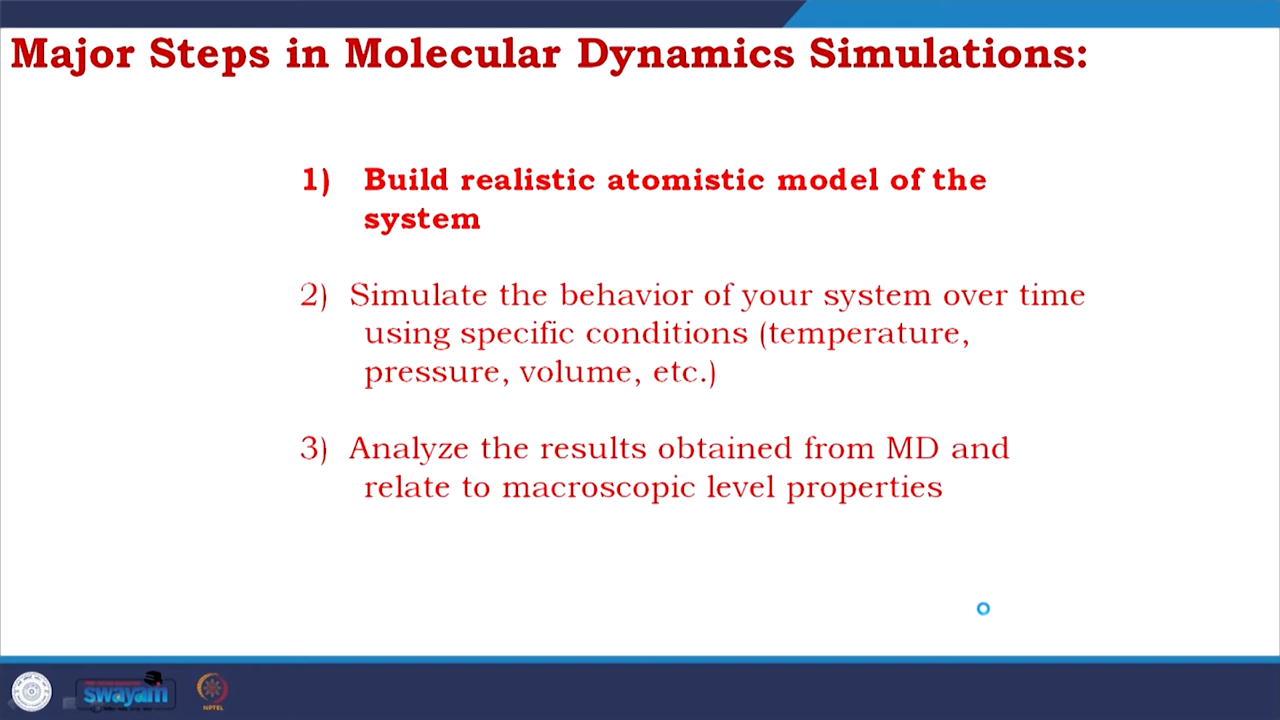 Major Steps in Molecular Dynamics Simulations:
1) Build realistic atomistic model of the
system
2) Simulate the behavior of your system over time
using specific conditions (temperature,
pressure, volume, etc.)
3) Analyze the results obtained from MD and
relate to macroscopic level properties
swayam
NPTEL